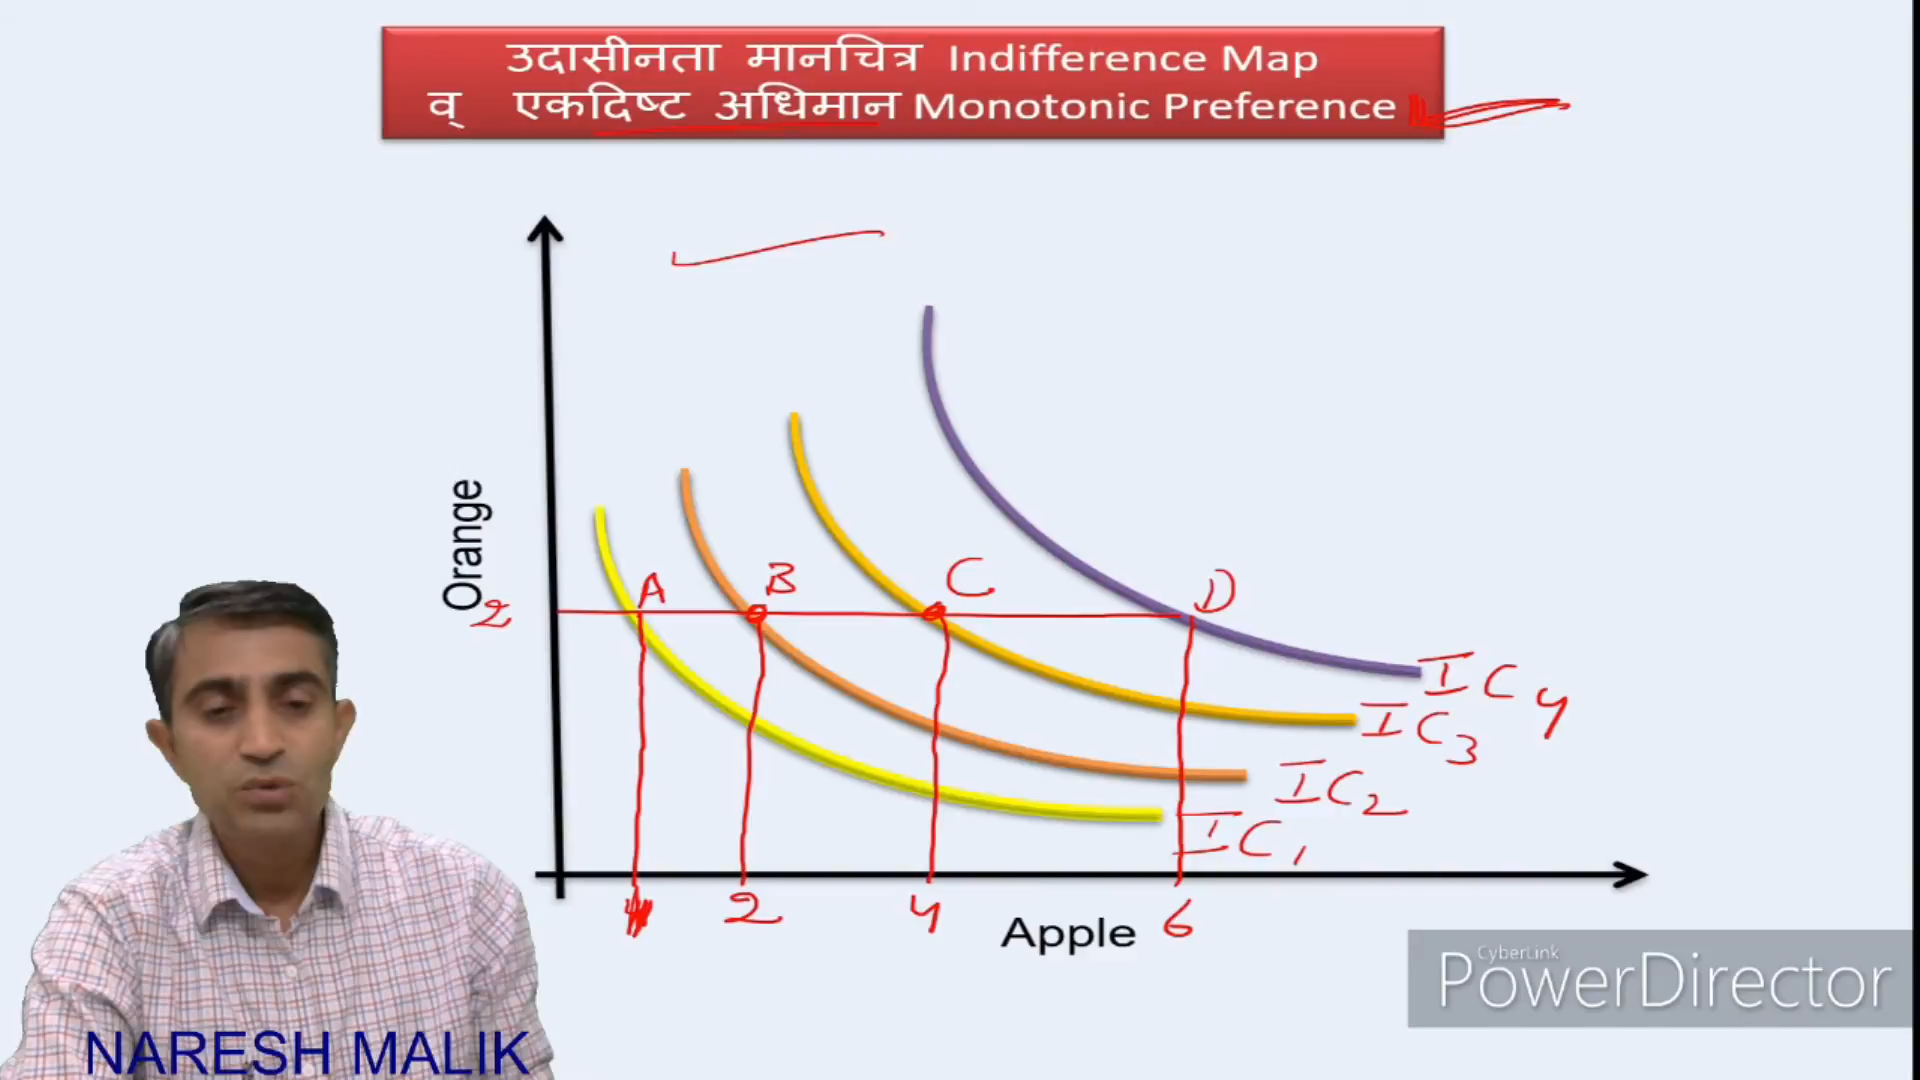 उदासीनता मानचित्र Indifference Map
व् एकदिष्ट अधिमान Monotonic Preference
Orange
2
A
B
C
D
IC4
IC3
IC2
IC1
2
4
6
Apple
CyberLink
PowerDirector
NARESH MALIK